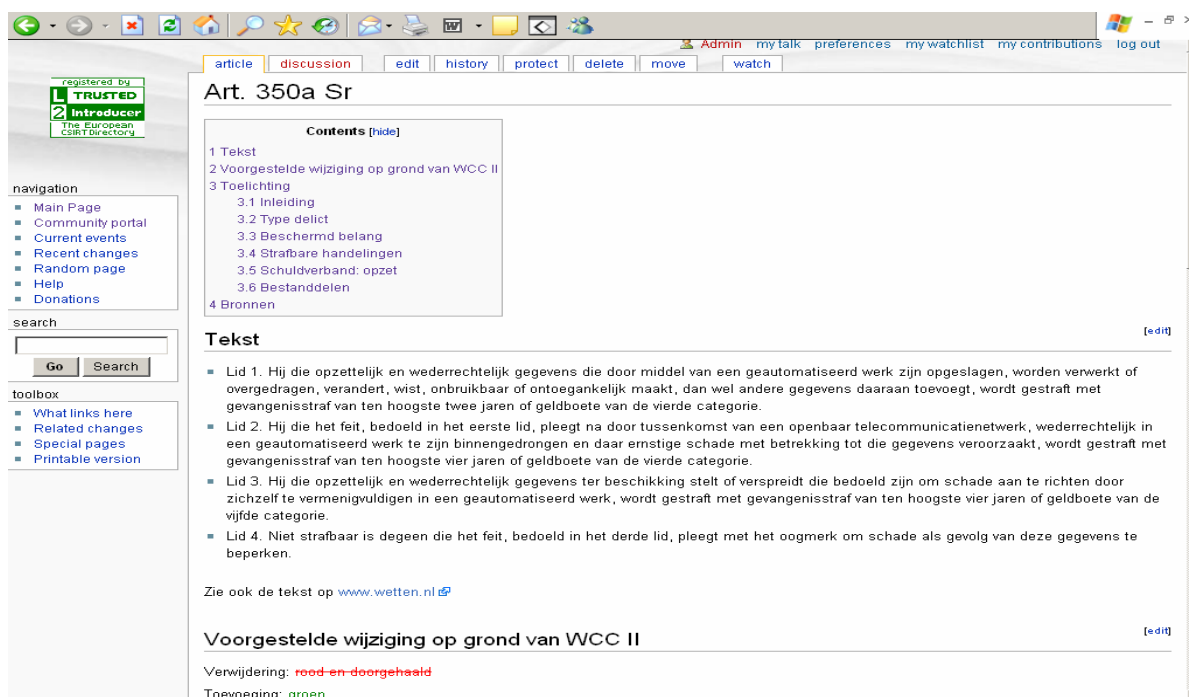 Admin my talk preferences my watchlist my contributions log out
article discussion edit history protect delete move watch
registered by
TRUSTED
Introducer
The European
CSIRT Directory
navigation
Main Page
Community portal
Current events
Recent changes
Random page
Help
Donations
search
Go Search
toolbox
What links here
Related changes
Special pages
Printable version
Art. 350a Sr
Contents [hide]
1 Tekst
2 Voorgestelde wijziging op grond van WCC II
3 Toelichting
3.1 Inleiding
3.2 Type delict
3.3 Beschermd belang
3.4 Strafbare handelingen
3.5 Schuldverband: opzet
3.6 Bestanddelen
4 Bronnen
Tekst [edit]
Lid 1. Hij die opzettelijk en wederrechtelijk gegevens die door middel van een geautomatiseerd werk zijn opgeslagen, worden verwerkt of
overgedragen, verandert, wist, onbruikbaar of ontoegankelijk maakt, dan wel andere gegevens daaraan toevoegt, wordt gestraft met
gevangenisstraf van ten hoogste twee jaren of geldboete van de vierde categorie.
Lid 2. Hij die het feit, bedoeld in het eerste lid, pleegt na door tussenkomst van een openbaar telecommunicatienetwerk, wederrechtelijk in
een geautomatiseerd werk te zijn binnengedrongen en daar ernstige schade met betrekking tot die gegevens veroorzaakt, wordt gestraft met
gevangenisstraf van ten hoogste vier jaren of geldboete van de vierde categorie.
Lid 3. Hij die opzettelijk en wederrechtelijk gegevens ter beschikking stelt of verspreidt die bedoeld zijn om schade aan te richten door
zichzelf te vermenigvuldigen in een geautomatiseerd werk, wordt gestraft met gevangenisstraf van ten hoogste vier jaren of geldboete van de
vijfde categorie.
Lid 4. Niet strafbaar is degeen die het feit, bedoeld in het derde lid, pleegt met het oogmerk om schade als gevolg van deze gegevens te
beperken.
Zie ook de tekst op www.wetten.nl
Voorgestelde wijziging op grond van WCC II [edit]
Verwijdering: rood en doorgehaald
Toevoeging: groen